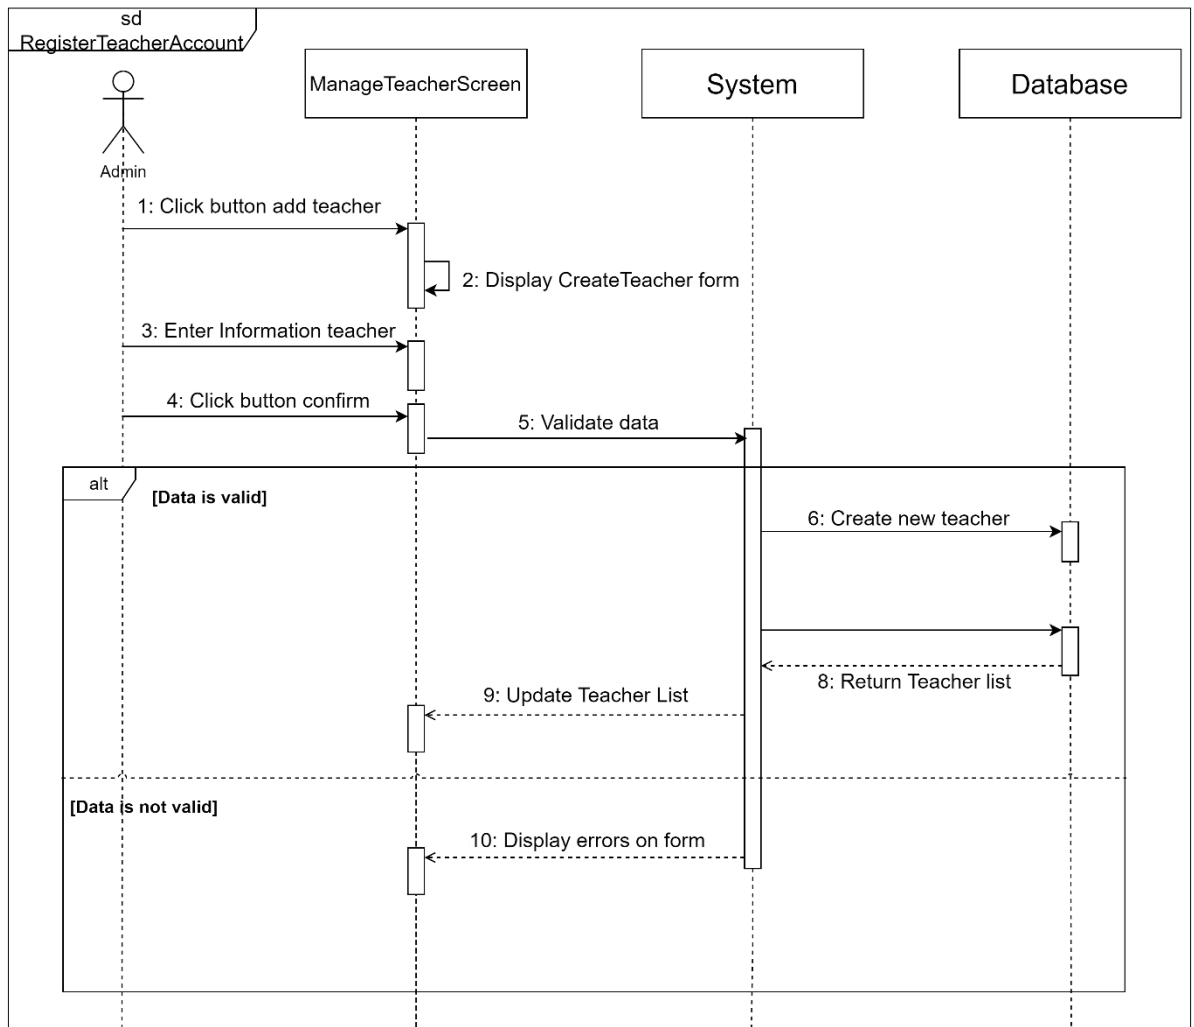 sd
RegisterTeacherAccount
ManageTeacherScreen
System
Database
Admin
1: Click button add teacher
2: Display CreateTeacher form
3: Enter Information teacher
4: Click button confirm
5: Validate data
alt
[Data is valid]
6: Create new teacher
8: Return Teacher list
9: Update Teacher List
[Data is not valid]
10: Display errors on form